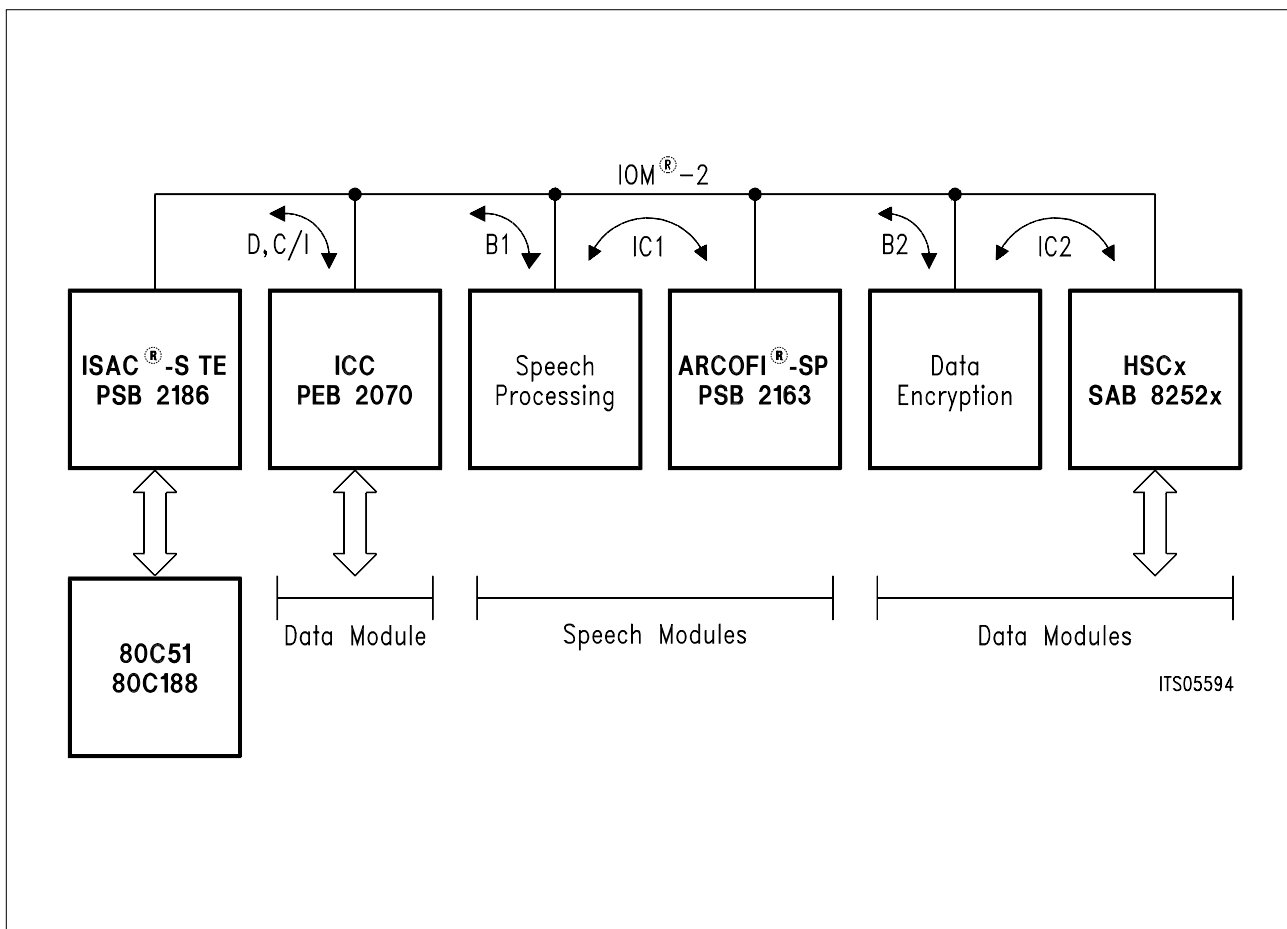 IOM®-2
D, C/I
B1
IC1
B2
IC2
ISAC®-S TE
PSB 2186
ICC
PEB 2070
Speech
Processing
ARCOFI®-SP
PSB 2163
Data
Encryption
HSCx
SAB 8252x
80C51
80C188
Data Module
Speech Modules
Data Modules
ITS05594